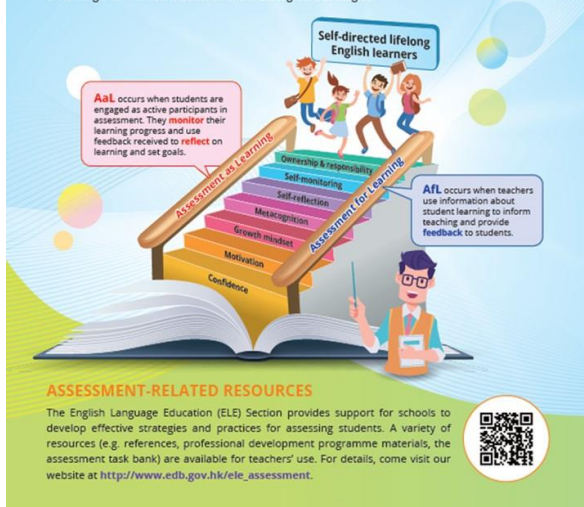 Self-directed lifelong
English learners
AaL occurs when students are
engaged as active participants in
assessment. They monitor their
learning progress and use
feedback received to reflect on
learning and set goals.
Assessment as Learning
Ownership & responsibility
Self-monitoring
Self-reflection
Metacognition
Growth mindset
Motivation
Confidence
Assessment for Learning
AfL occurs when teachers
use information about
student learning to inform
teaching and provide
feedback to students.
ASSESSMENT-RELATED RESOURCES
The English Language Education (ELE) Section provides support for schools to
develop effective strategies and practices for assessing students. A variety of
resources (e.g. references, professional development programme materials, the
assessment task bank) are available for teachers' use. For details, come visit our
website at http://www.edb.gov.hk/ele_assessment.